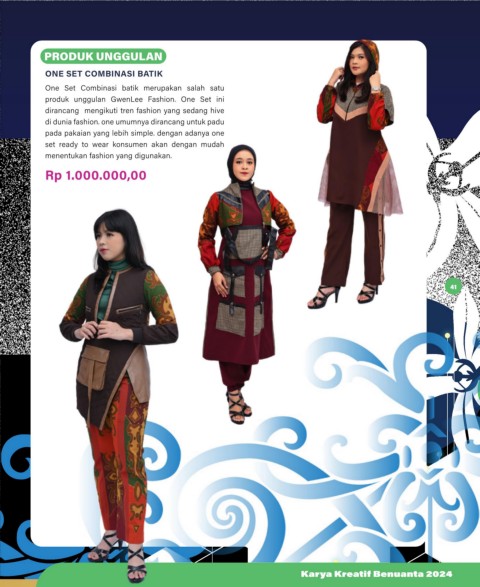 PRODUK UNGGULAN
ONE SET COMBINASI BATIK
One Set Combinasi batik merupakan salah satu
produk unggulan GwenLee Fashion. One Set ini
dirancang mengikuti tren fashion yang sedang hive
di dunia fashion. one umumnya dirancang untuk padu
pada pakaian yang lebih simple. dengan adanya one
set ready to wear konsumen akan dengan mudah
menentukan fashion yang digunakan.
Rp 1.000.000,00
41
Karya Kreatif Benuanta 2024